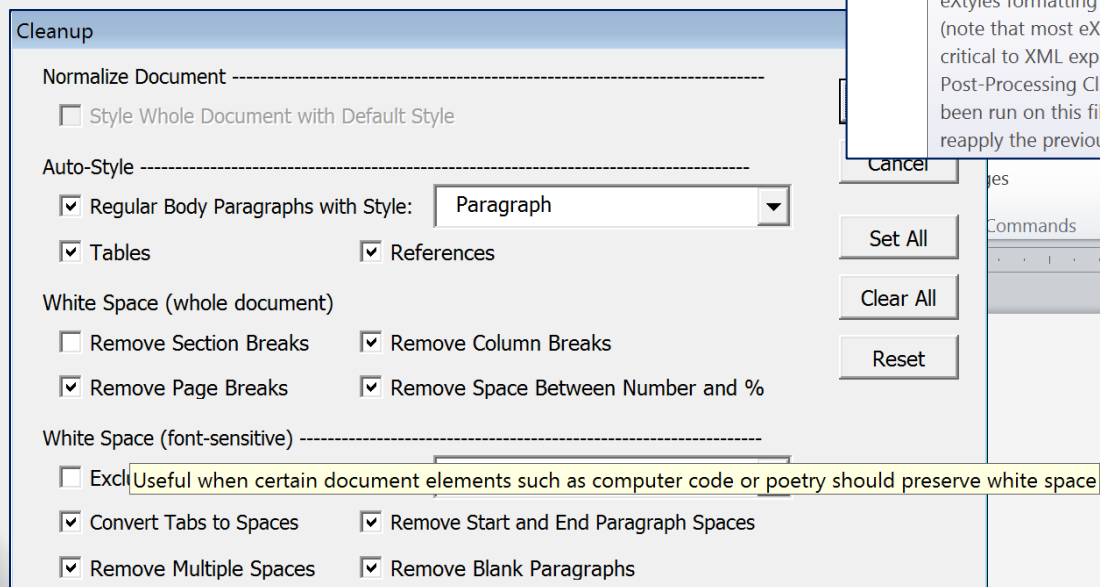 Cleanup
eXtyles formatting
(note that most eX
critical to XML exp
Post-Processing Cl
been run on this fi
reapply the previou
Normalize Document
Style Whole Document with Default Style
Auto-Style
Regular Body Paragraphs with Style: Paragraph
Tables References
White Space (whole document)
Remove Section Breaks Remove Column Breaks
Remove Page Breaks Remove Space Between Number and %
White Space (font-sensitive)
Exclu
Useful when certain document elements such as computer code or poetry should preserve white space
Convert Tabs to Spaces Remove Start and End Paragraph Spaces
Remove Multiple Spaces Remove Blank Paragraphs
Cancel
Set All
Clear All
Reset
ges
Commands